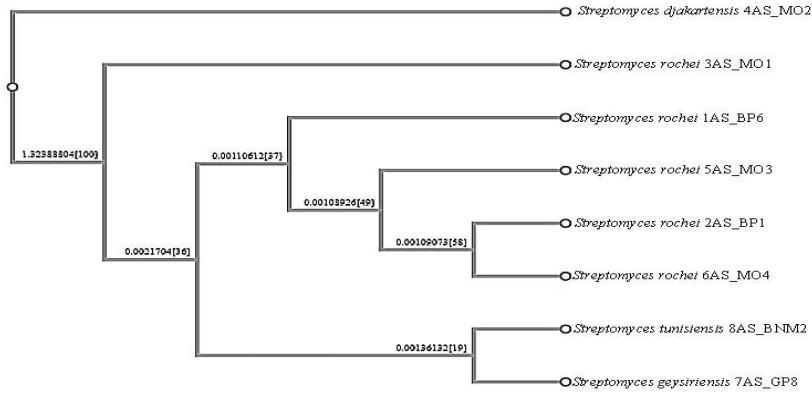 Streptomyces djakartensis 4AS_MO2
Streptomyces rochei 3AS_MO1
Streptomyces rochei 1AS_BP6
1.32388804[100]
0.00110612[37]
Streptomyces rochei 5AS_MO3
0.00108926[49]
Streptomyces rochei 2AS_BP1
0.00109073[58]
0.0021704[36]
Streptomyces rochei 6AS_MO4
Streptomyces tunisiensis 8AS_BNM2
0.00136132[19]
Streptomyces geysiriensis 7AS_GP8